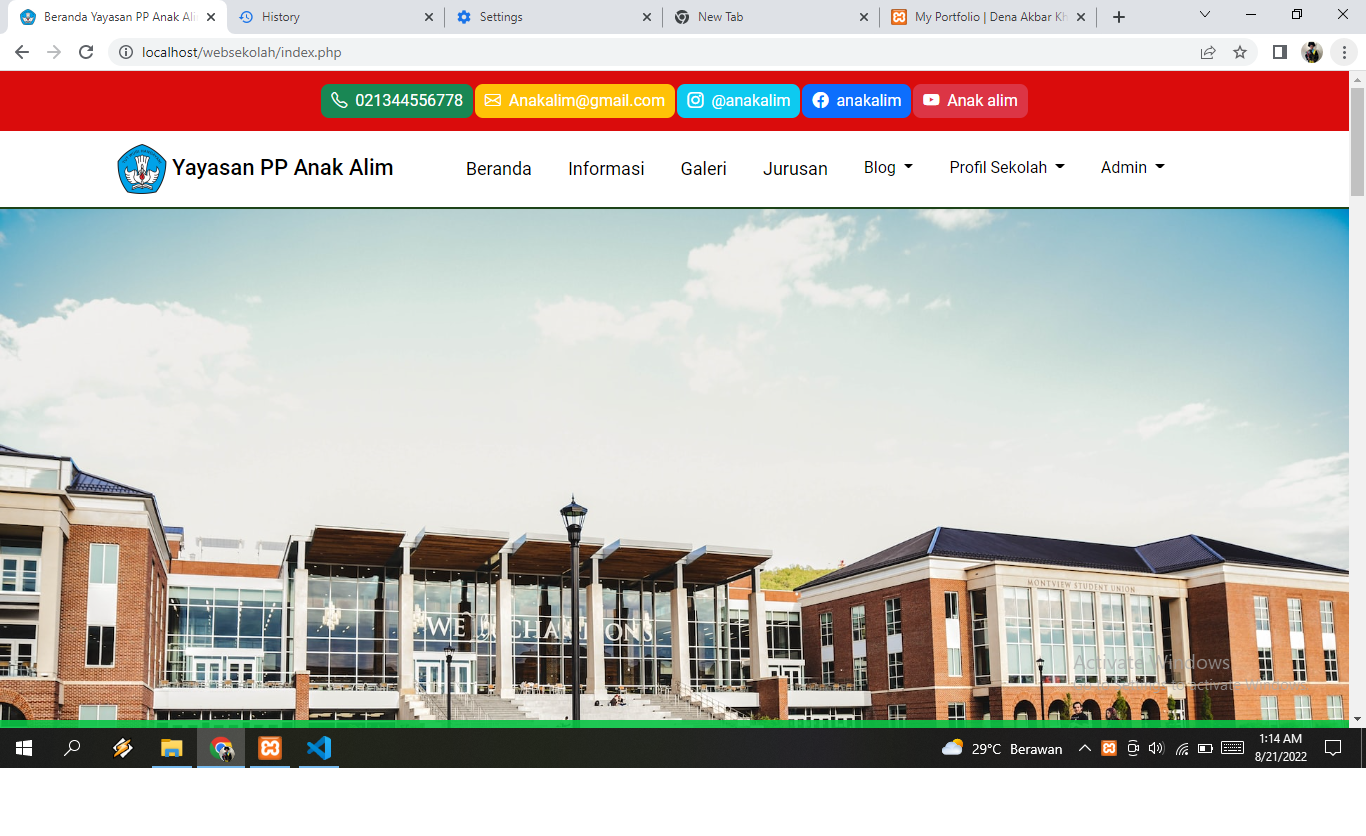 Beranda Yayasan PP Anak Ali
History
Settings
New Tab
My Portfolio | Dena Akbar Kh
localhost/websekolah/index.php
021344556778 Anakalim@gmail.com @anakalim anakalim Anak alim
Yayasan PP Anak Alim Beranda Informasi Galeri Jurusan Blog Profil Sekolah Admin
MONTVIEW STUDENT UNION
WE CHAMPIONS
Activate Windows
29°C Berawan
1:14 AM
8/21/2022